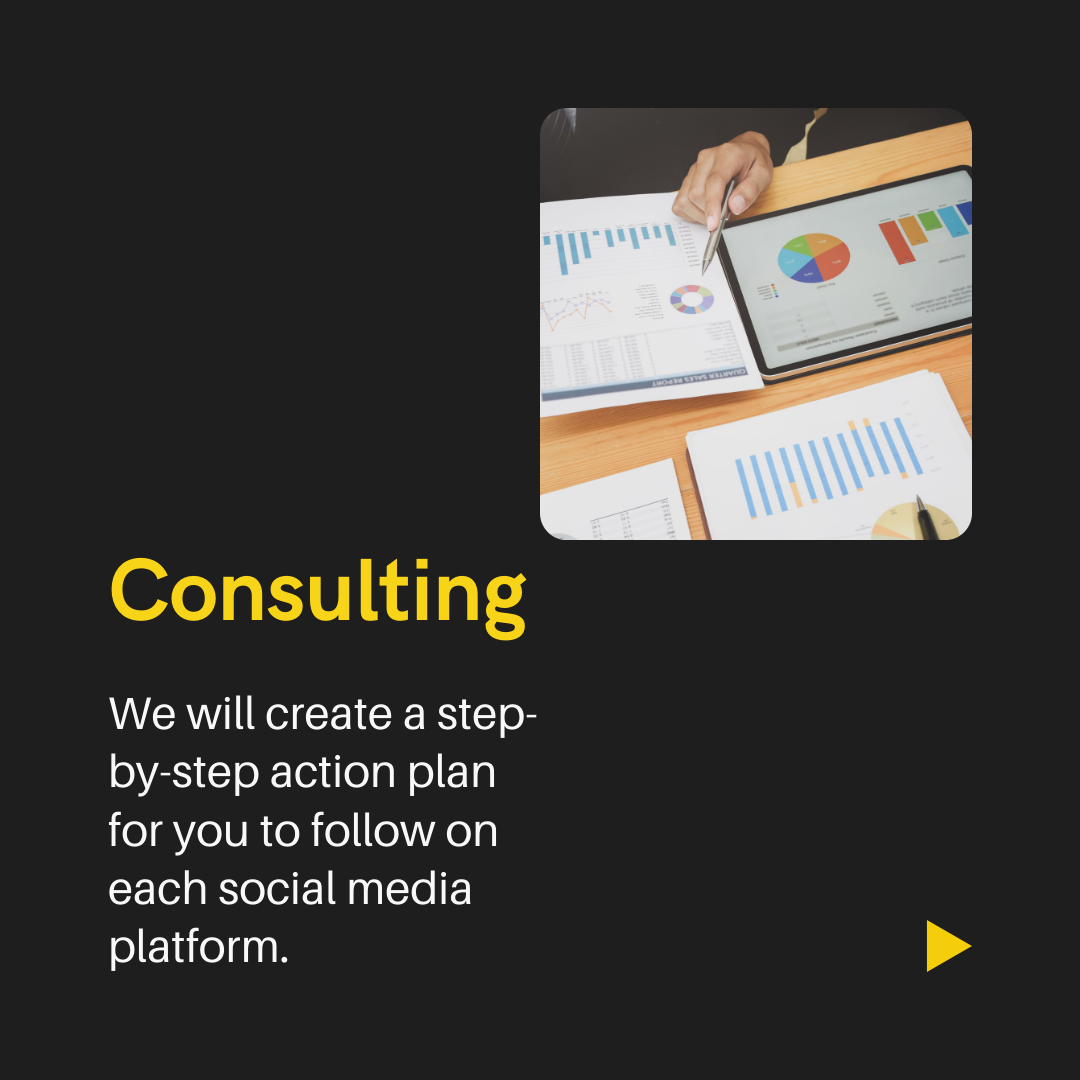 QUARTER SALES REPORT
Consulting
We will create a step-
by-step action plan
for you to follow on
each social media
platform.